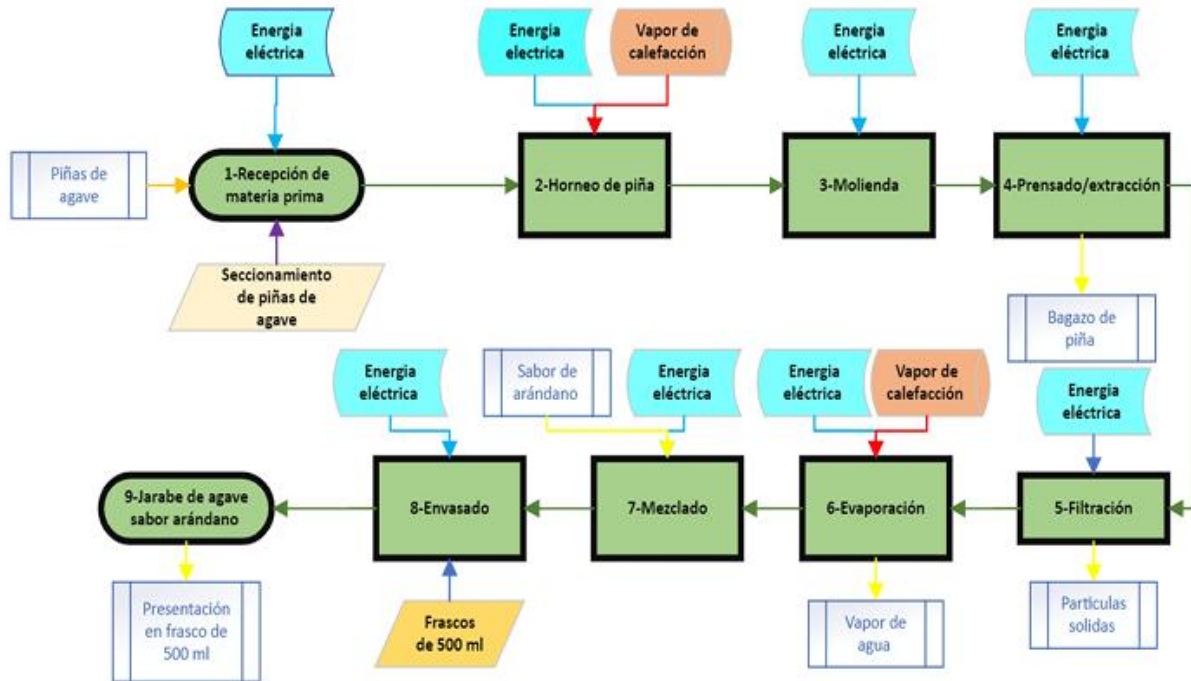 Energia
eléctrica
Energia
electrica
Vapor de
calefacción
Energia
eléctrica
Energia
eléctrica
Piñas de
agave
1-Recepción de
materia prima
2-Horneo de piña
3-Molienda
4-Prensado/extracción
Seccionamiento
de piñas de
agave
Bagazo de
piña
Energia
eléctrica
Sabor de
arándano
Energia
eléctrica
Energia
eléctrica
Vapor de
calefacción
Energia
eléctrica
9-Jarabe de agave
sabor arándano
8-Envasado
7-Mezclado
6-Evaporación
5-Filtración
Presentación
en frasco de
500 ml
Frascos
de 500 ml
Vapor de
agua
Particulas
solidas